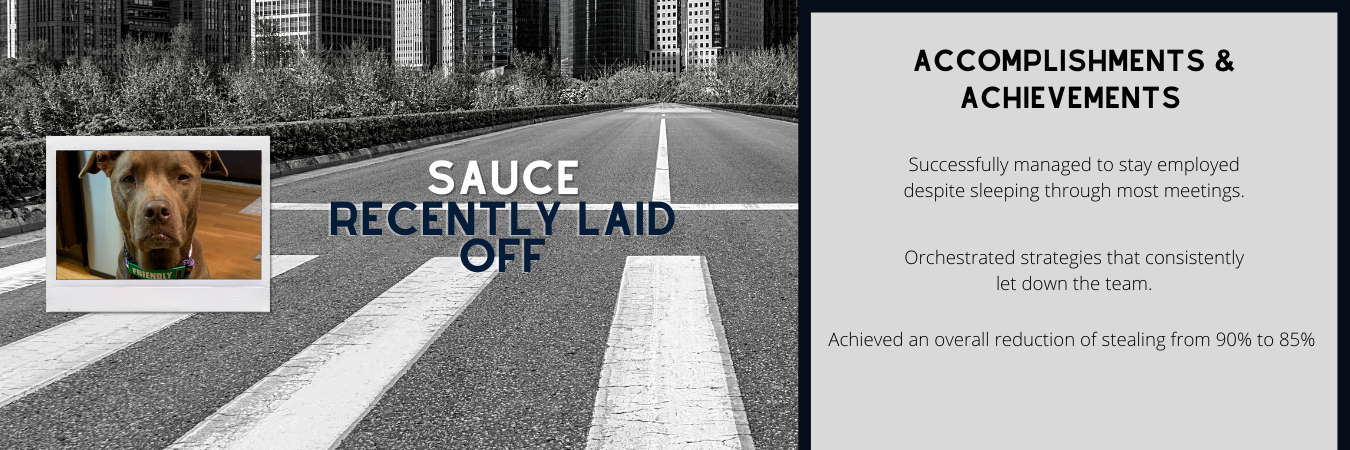 SAUCE
RECENTLY LAID
OFF
FRIENDLY
ACCOMPLISHMENTS &
ACHIEVEMENTS
Successfully managed to stay employed
despite sleeping through most meetings.
Orchestrated strategies that consistently
let down the team.
Achieved an overall reduction of stealing from 90% to 85%